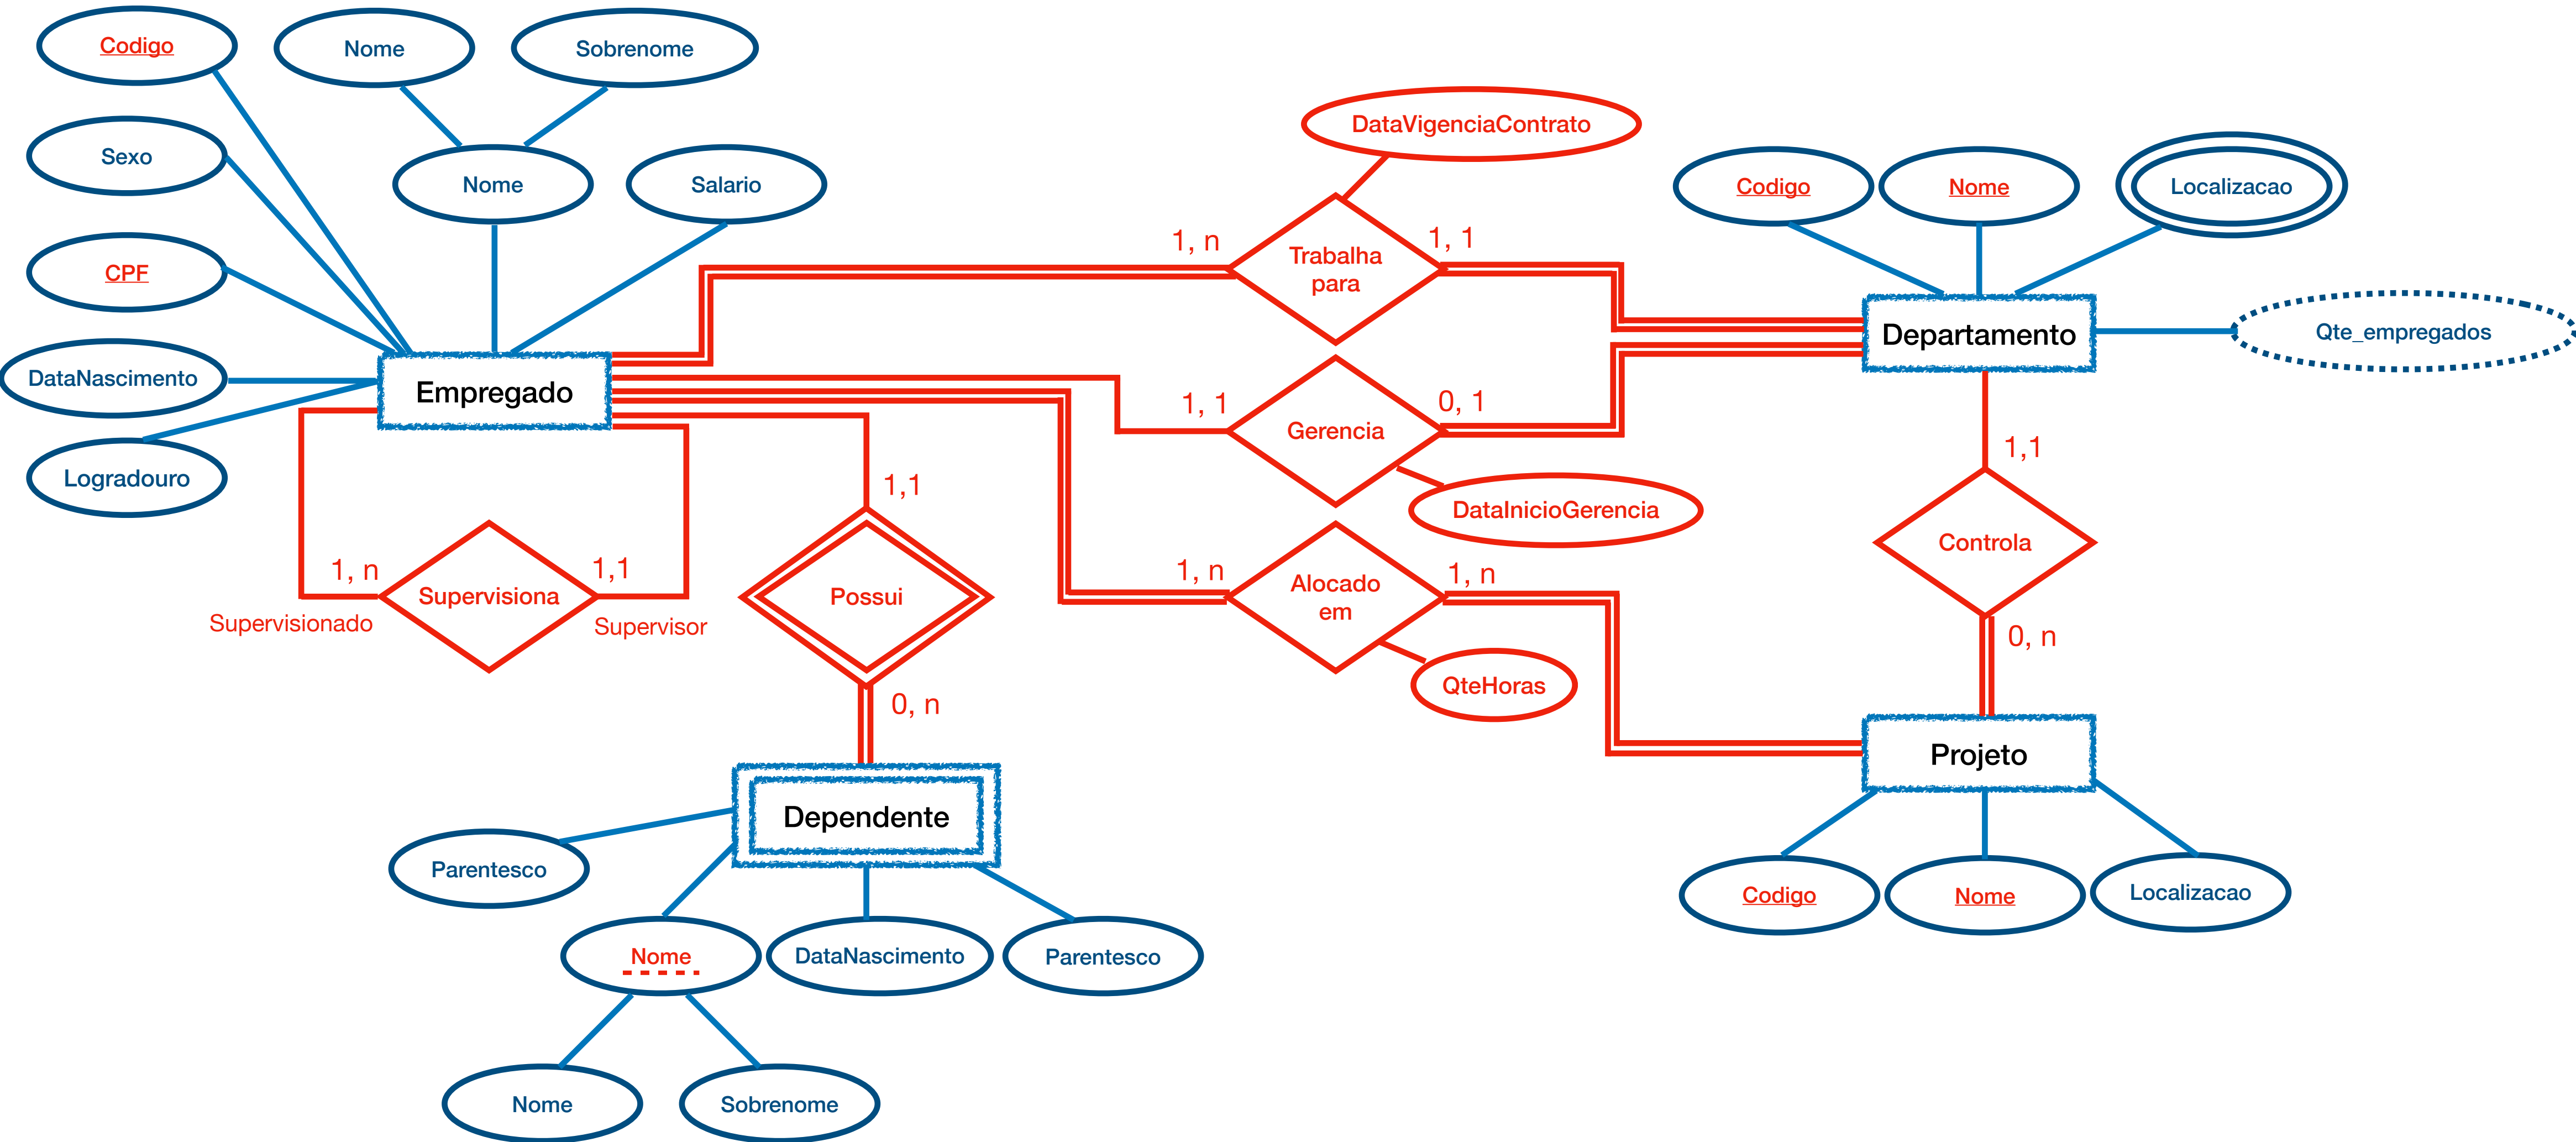 Codigo
Nome
Sobrenome
DataVigenciaContrato
Sexo
Nome
Salario
Codigo
Nome
Localizacao
1, n
Trabalha
para
1, 1
CPF
Departamento
Qte_empregados
DataNascimento
Empregado
1, 1
Gerencia
0, 1
1,1
Logradouro
1,1
DataInicioGerencia
Controla
1, n
Supervisiona
1,1
Possui
1, n
Alocado
em
1, n
Supervisionado
Supervisor
0, n
QteHoras
0, n
Projeto
Dependente
Parentesco
Codigo
Nome
Localizacao
Nome
DataNascimento
Parentesco
Nome
Sobrenome